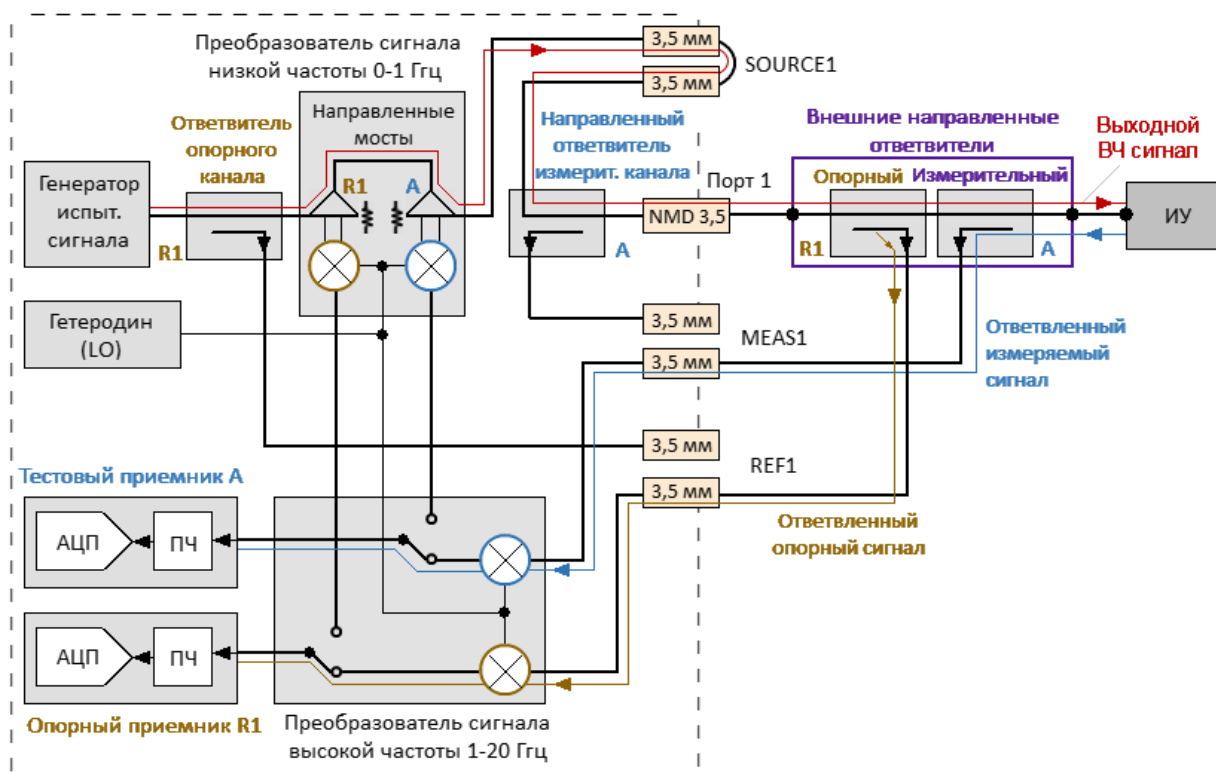 Преобразователь сигнала
низкой частоты 0-1 Ггц
3,5 мм
SOURCE1
3,5 мм
Направленные
мосты
Ответвитель
опорного
канала
Направленный
ответвитель
измерит. канала
Внешние направленные
ответвители
Выходной
ВЧ сигнал
Генератор
испыт.
сигнала
R1
A
Порт 1
Опорный
Измерительный
NMD 3,5
ИУ
R1
A
R1
A
Гетеродин
(LO)
3,5 мм
MEAS1
3,5 мм
Ответвленный
измеряемый
сигнал
3,5 мм
REF1
3,5 мм
Тестовый приемник А
АЦП
ПЧ
Ответвленный
опорный сигнал
АЦП
ПЧ
Опорный приемник R1
Преобразователь сигнала
высокой частоты 1-20 Ггц